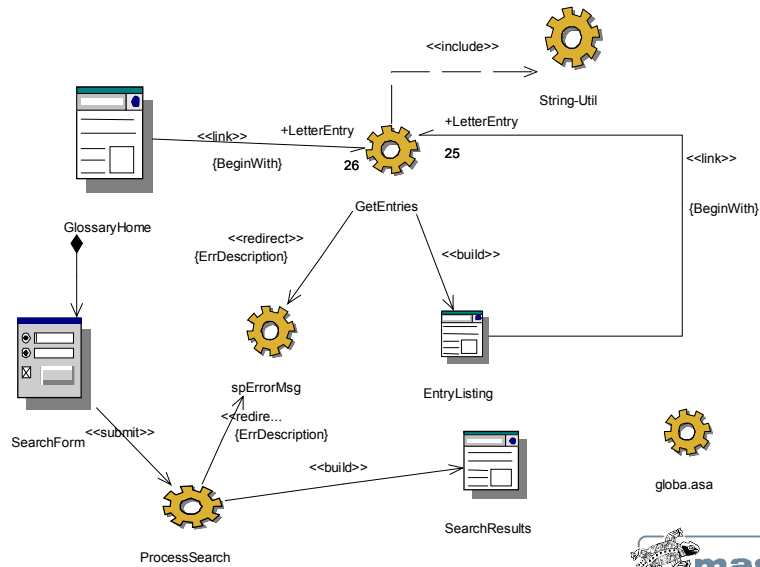 <<include>>
String-Util
+LetterEntry
+LetterEntry
<<link>>
{BeginWith}
26
25
<<link>>
{BeginWith}
GetEntries
GlossaryHome
<<redirect>>
{ErrDescription}
<<build>>
spErrorMsg
EntryListing
<<redire...
{ErrDescription}
SearchForm
<<submit>>
<<build>>
globa.asa
SearchResults
ProcessSearch